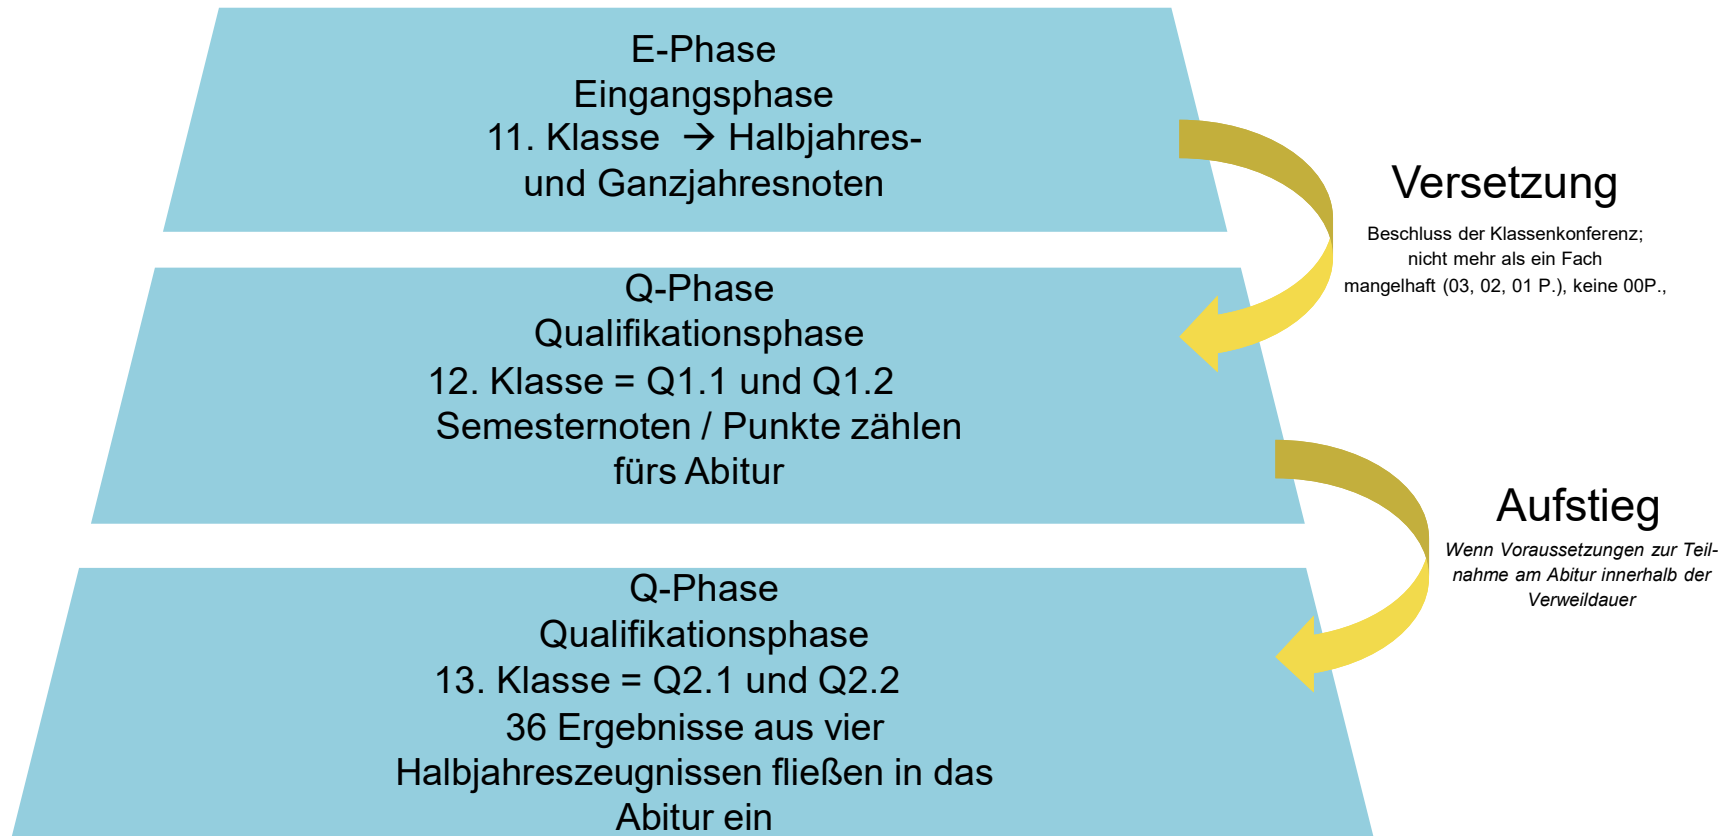 E-Phase
Eingangsphase
11. Klasse → Halbjahres-
und Ganzjahresnoten
Versetzung
Beschluss der Klassenkonferenz;
nicht mehr als ein Fach
mangelhaft (03, 02, 01 P.), keine 00P.,
Q-Phase
Qualifikationsphase
12. Klasse = Q1.1 und Q1.2
Semesternoten / Punkte zählen
fürs Abitur
Aufstieg
Wenn Voraussetzungen zur Teil-
nahme am Abitur innerhalb der
Verweildauer
Q-Phase
Qualifikationsphase
13. Klasse = Q2.1 und Q2.2
36 Ergebnisse aus vier
Halbjahreszeugnissen fließen in das
Abitur ein